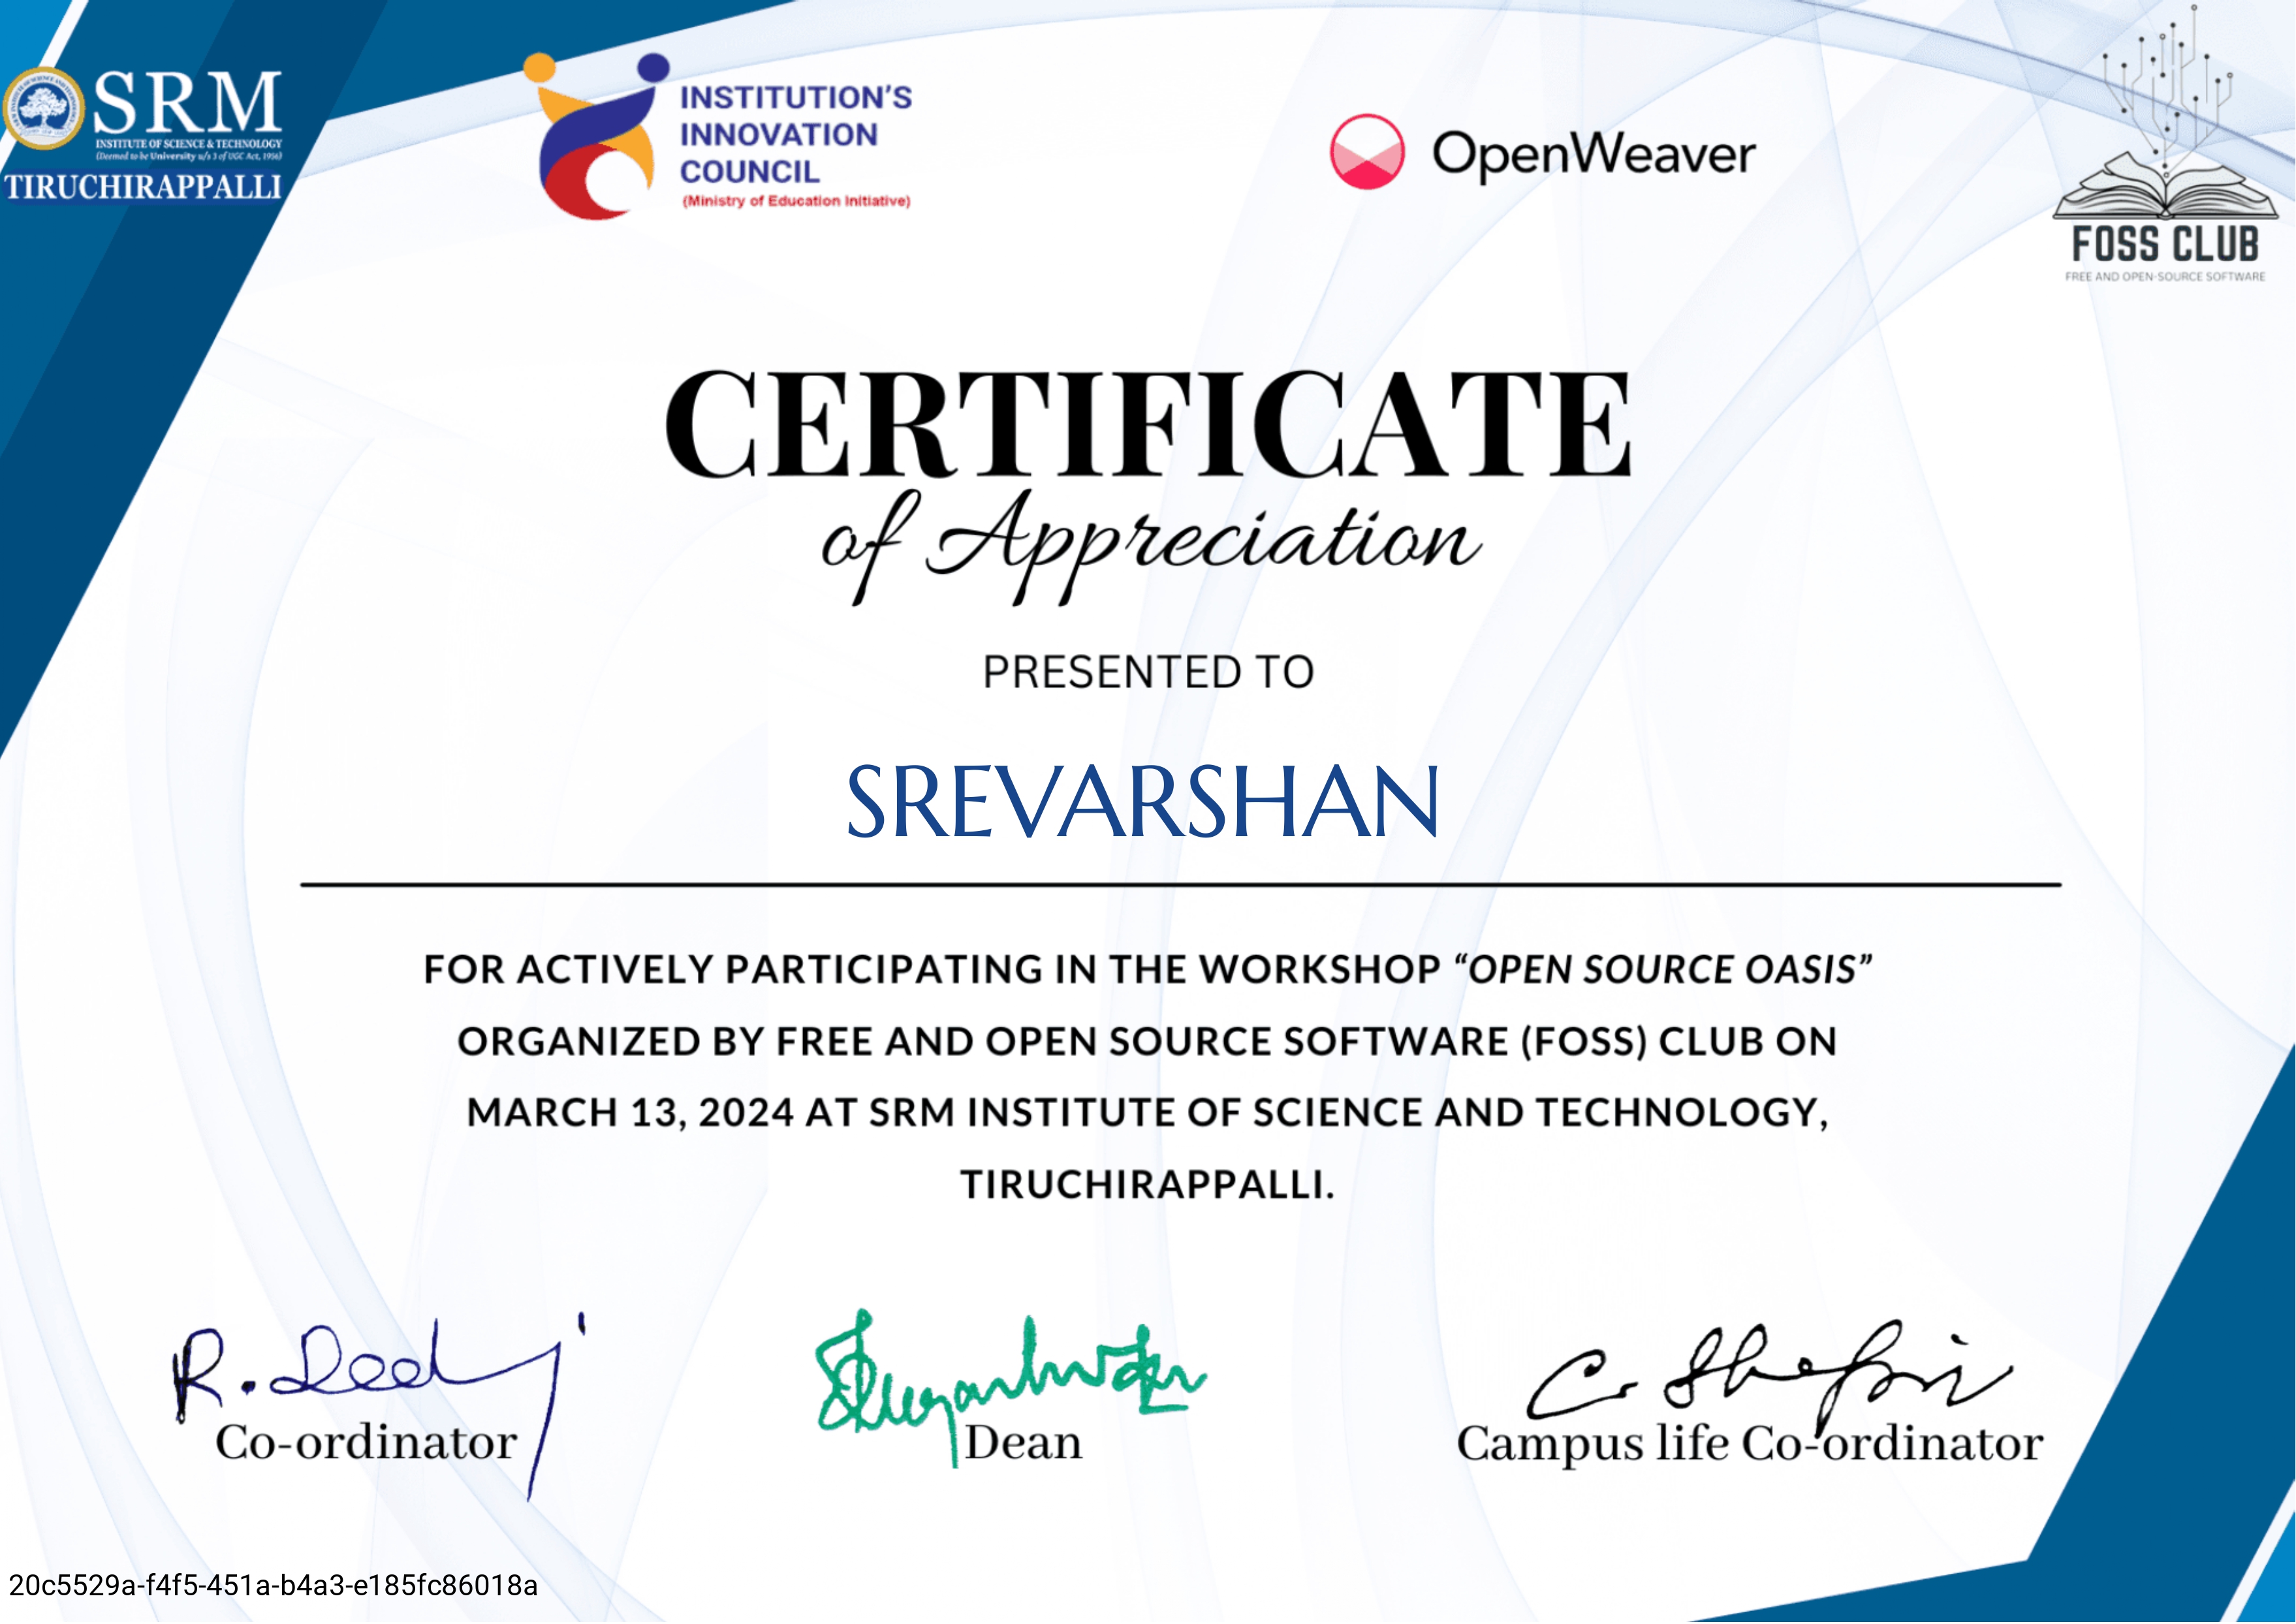 SRM
INSTITUTE OF SCIENCE & TECHNOLOGY
(Deemed to be University u/s 3 of UGC Act, 1956)
TIRUCHIRAPPALLI
INSTITUTION'S
INNOVATION
COUNCIL
(Ministry of Education Initiative)
OpenWeaver
FOSS CLUB
FREE AND OPEN-SOURCE SOFTWARE
CERTIFICATE
of Appreciation
PRESENTED TO
SREVARSHAN
FOR ACTIVELY PARTICIPATING IN THE WORKSHOP “OPEN SOURCE OASIS”
ORGANIZED BY FREE AND OPEN SOURCE SOFTWARE (FOSS) CLUB ON
MARCH 13, 2024 AT SRM INSTITUTE OF SCIENCE AND TECHNOLOGY,
TIRUCHIRAPPALLI.
Co-ordinator
Dean
Campus life Co-ordinator
20c5529a-f4f5-451a-b4a3-e185fc86018a